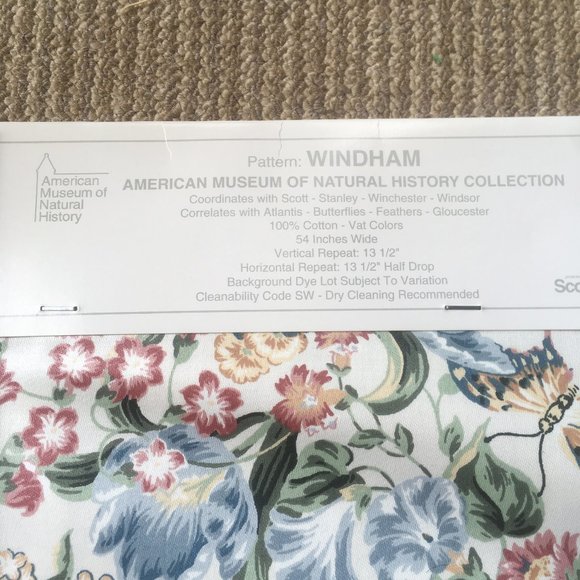 American
Museum of
Natural
History
Pattern: WINDHAM
AMERICAN MUSEUM OF NATURAL HISTORY COLLECTION
Coordinates with Scott - Stanley - Winchester - Windsor
Correlates with Atlantis - Butterflies - Feathers - Gloucester
100% Cotton - Vat Colors
54 Inches Wide
Vertical Repeat: 13 1/2"
Horizontal Repeat: 13 1/2" Half Drop
Background Dye Lot Subject To Variation
Cleanability Code SW - Dry Cleaning Recommended
Sco